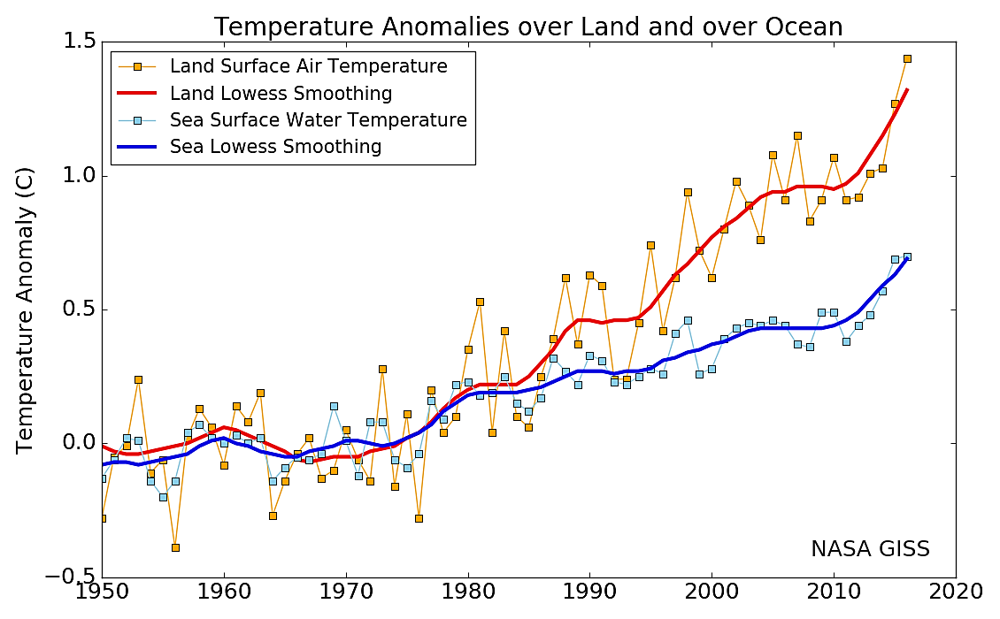 Temperature Anomalies over Land and over Ocean
1.5
Land Surface Air Temperature
Land Lowess Smoothing
Sea Surface Water Temperature
Sea Lowess Smoothing
1.0
0.5
0.0
−0.5
Temperature Anomaly (C)
NASA GISS
1950 1960 1970 1980 1990 2000 2010 2020